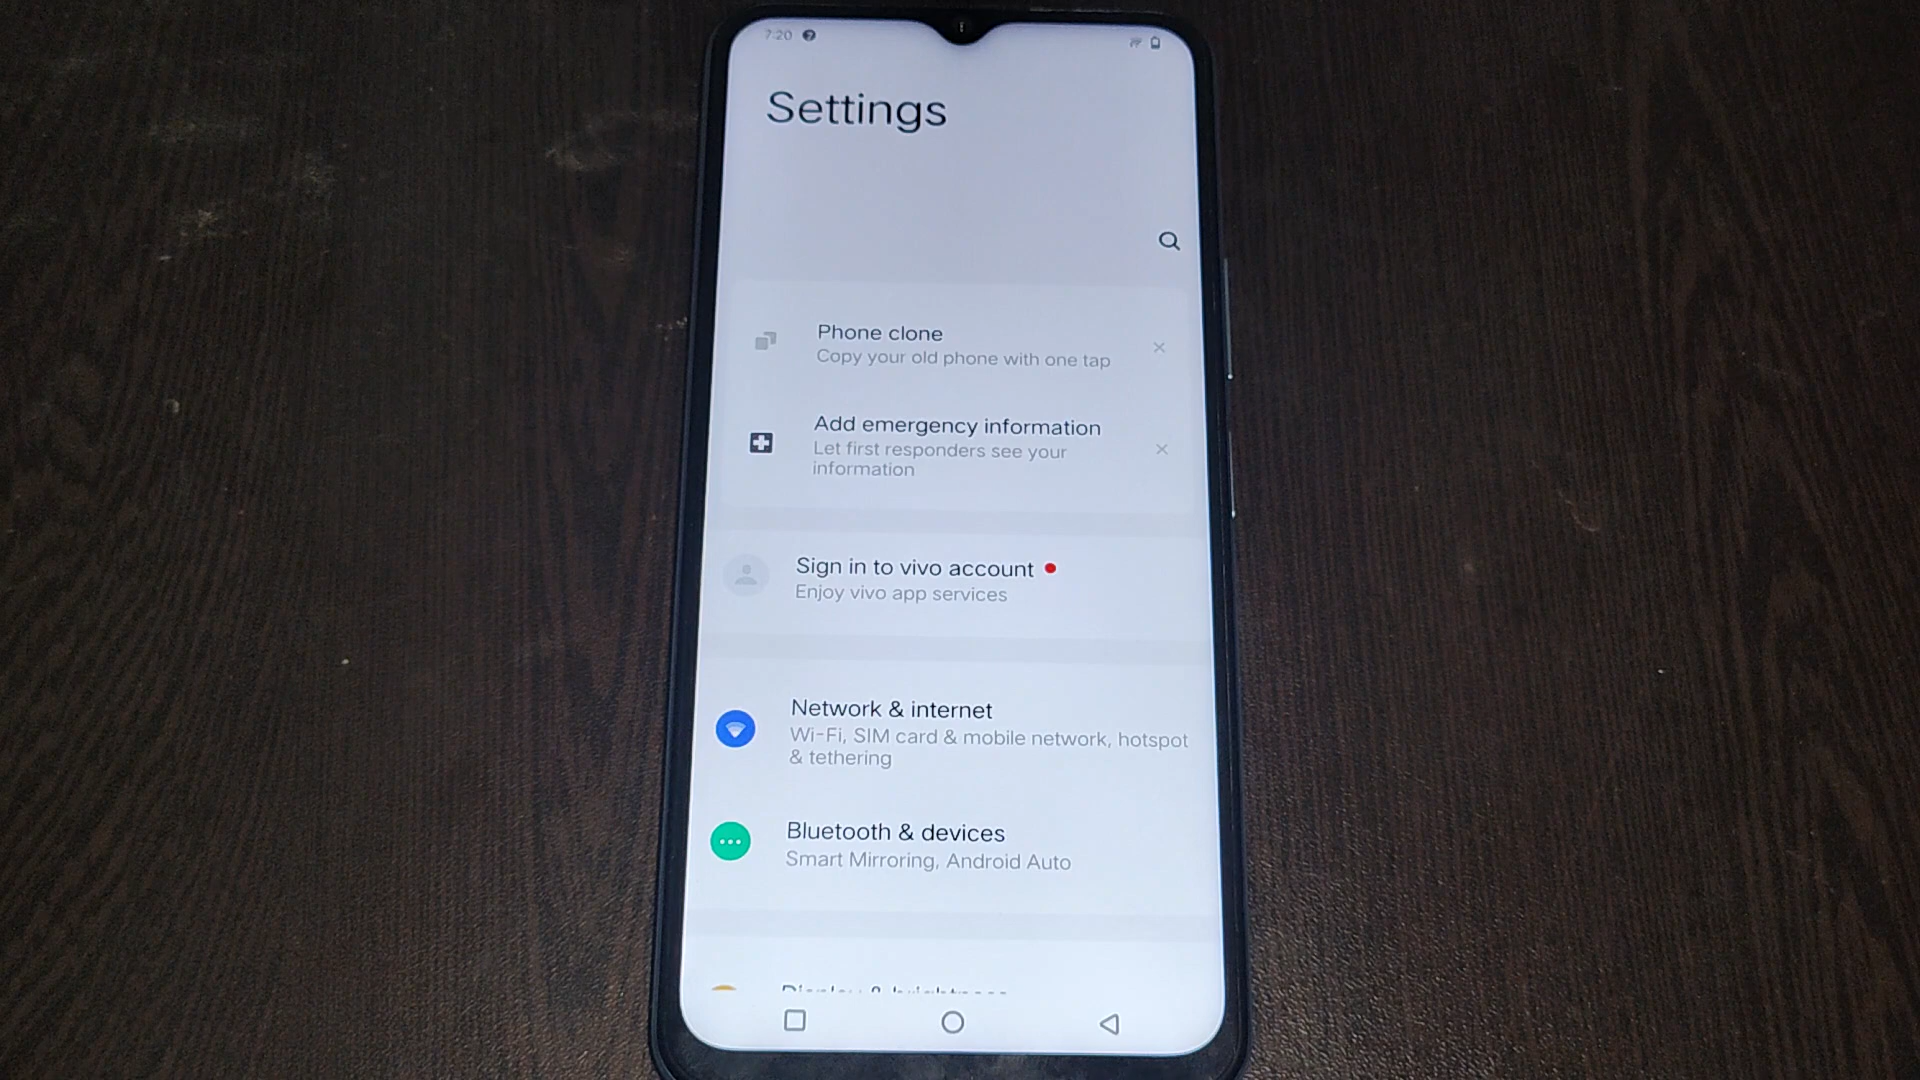 7:20
Settings
Phone clone
Copy your old phone with one tap
Add emergency information
Let first responders see your
information
Sign in to vivo account
Enjoy vivo app services
Network & internet
Wi-Fi, SIM card & mobile network, hotspot
& tethering
Bluetooth & devices
Smart Mirroring, Android Auto